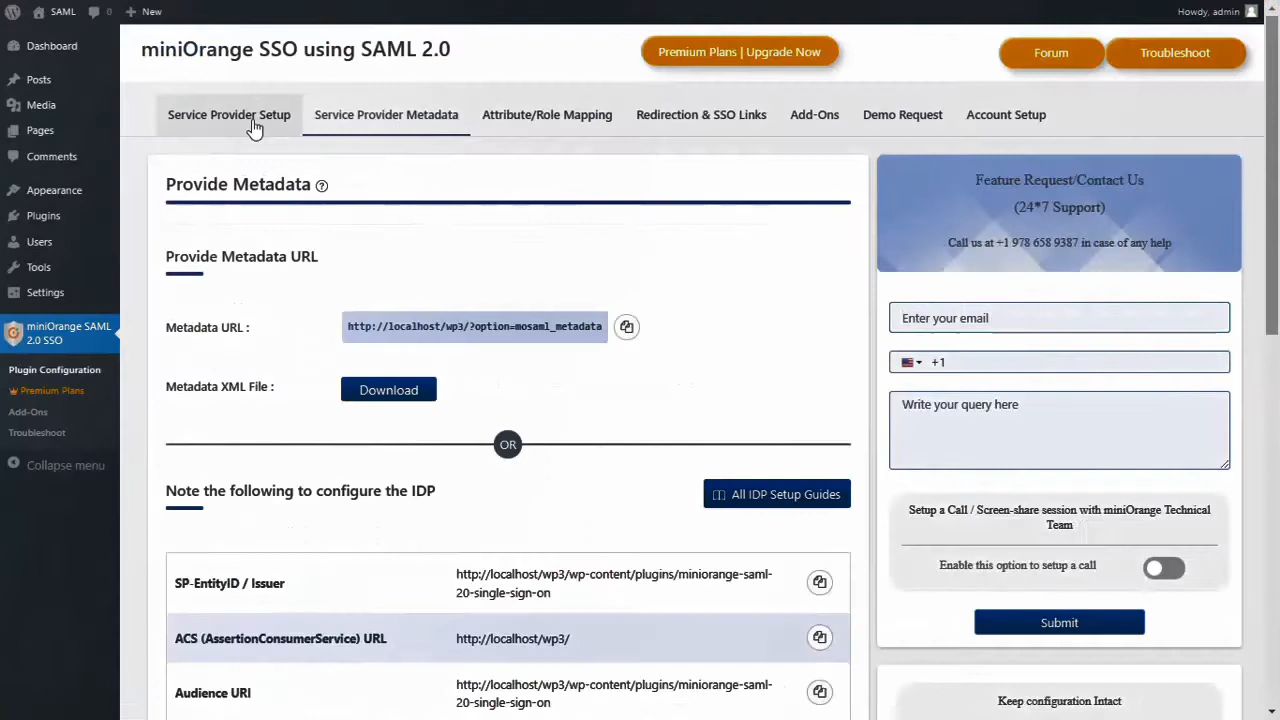 SAML
0
New
Howdy, admin
Dashboard
Posts
Media
Pages
Comments
Appearance
Plugins
Users
Tools
Settings
miniOrange SAML
2.0 SSO
Plugin Configuration
Premium Plans
Add-Ons
Troubleshoot
Collapse menu
miniOrange SSO using SAML 2.0
Premium Plans | Upgrade Now
Forum
Troubleshoot
Service Provider Setup
Service Provider Metadata
Attribute/Role Mapping
Redirection & SSO Links
Add-Ons
Demo Request
Account Setup
Provide Metadata ?
Provide Metadata URL
Metadata URL :
http://localhost/wp3/?option=mosaml_metadata
Metadata XML File :
Download
OR
Note the following to configure the IDP
All IDP Setup Guides
SP-EntityID / Issuer
http://localhost/wp3/wp-content/plugins/miniorange-saml-
20-single-sign-on
ACS (AssertionConsumerService) URL
http://localhost/wp3/
Audience URI
http://localhost/wp3/wp-content/plugins/miniorange-saml-
20-single-sign-on
Feature Request/Contact Us
(24*7 Support)
Call us at +1 978 658 9387 in case of any help
Enter your email
+1
Write your query here
Setup a Call / Screen-share session with miniOrange Technical
Team
Enable this option to setup a call
Submit
Keep configuration Intact